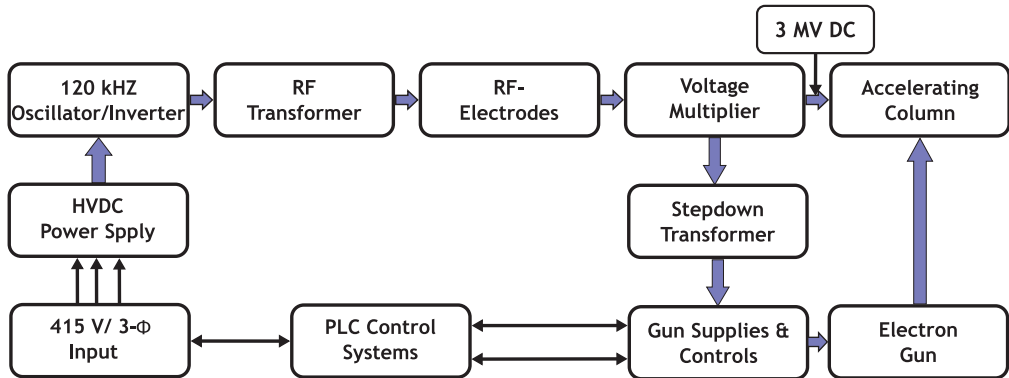 3 MV DC
120 kHZ
Oscillator/Inverter
RF
Transformer
RF-
Electrodes
Voltage
Multiplier
Accelerating
Column
HVDC
Power Spply
Stepdown
Transformer
415 V/ 3-Φ
Input
PLC Control
Systems
Gun Supplies &
Controls
Electron
Gun